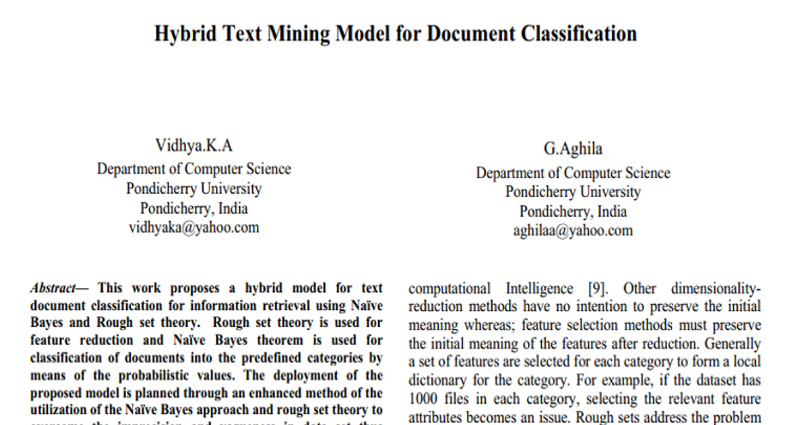 Hybrid Text Mining Model for Document Classification
Vidhya.K.A
Department of Computer Science
Pondicherry University
Pondicherry, India
vidhyaka@yahoo.com
G.Aghila
Department of Computer Science
Pondicherry University
Pondicherry, India
aghilaa@yahoo.com
Abstract— This work proposes a hybrid model for text
document classification for information retrieval using Naïve
Bayes and Rough set theory. Rough set theory is used for
feature reduction and Naïve Bayes theorem is used for
classification of documents into the predefined categories by
means of the probabilistic values. The deployment of the
proposed model is planned through an enhanced method of the
utilization of the Naïve Bayes approach and rough set theory to
computational Intelligence [9]. Other dimensionality-
reduction methods have no intention to preserve the initial
meaning whereas; feature selection methods must preserve
the initial meaning of the features after reduction. Generally
a set of features are selected for each category to form a local
dictionary for the category. For example, if the dataset has
1000 files in each category, selecting the relevant feature
attributes becomes an issue. Rough sets address the problem